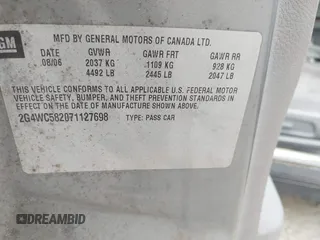 GM
MFD BY GENERAL MOTORS OF CANADA LTD.
DATE GVWR GAWR FRT GAWR RR
08/06 2037 KG 1109 KG 928 KG
4492 LB 2445 LB 2047 LB
THIS VEHICLE CONFORMS TO ALL APPLICABLE U.S. FEDERAL MOTOR
VEHICLE SAFETY, BUMPER, AND THEFT PREVENTION STANDARDS IN
EFFECT ON THE DATE OF MANUFACTURE SHOWN ABOVE.
2G4WC582071127698 TYPE: PASS CAR
DREAMBID